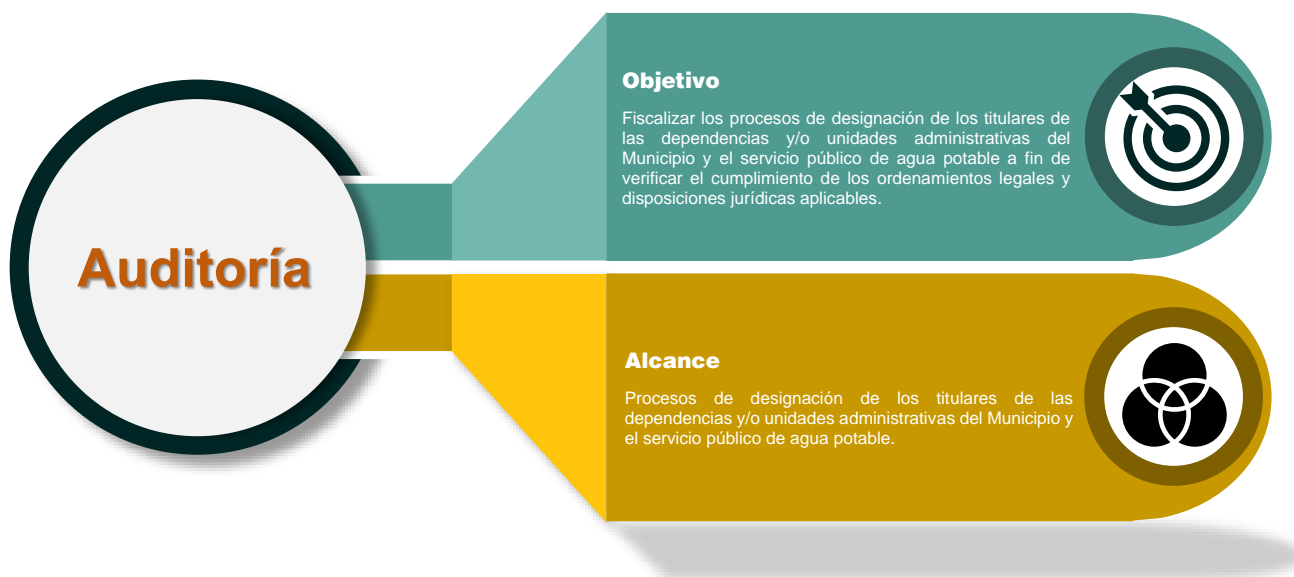 Auditoría
Objetivo
Fiscalizar los procesos de designación de los titulares de
las dependencias y/o unidades administrativas del
Municipio y el servicio público de agua potable a fin de
verificar el cumplimiento de los ordenamientos legales y
disposiciones jurídicas aplicables.
Alcance
Procesos de designación de los titulares de las
dependencias y/o unidades administrativas del Municipio y
el servicio público de agua potable.